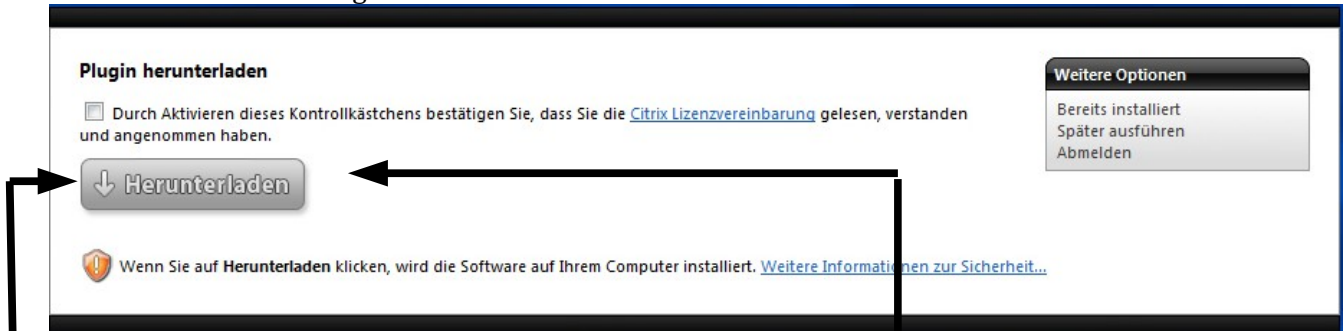 Plugin herunterladen
Durch Aktivieren dieses Kontrollkästchens bestätigen Sie, dass Sie die Citrix Lizenzvereinbarung gelesen, verstanden
und angenommen haben.
Herunterladen
Wenn Sie auf Herunterladen klicken, wird die Software auf Ihrem Computer installiert. Weitere Informationen zur Sicherheit...
Weitere Optionen
Bereits installiert
Später ausführen
Abmelden